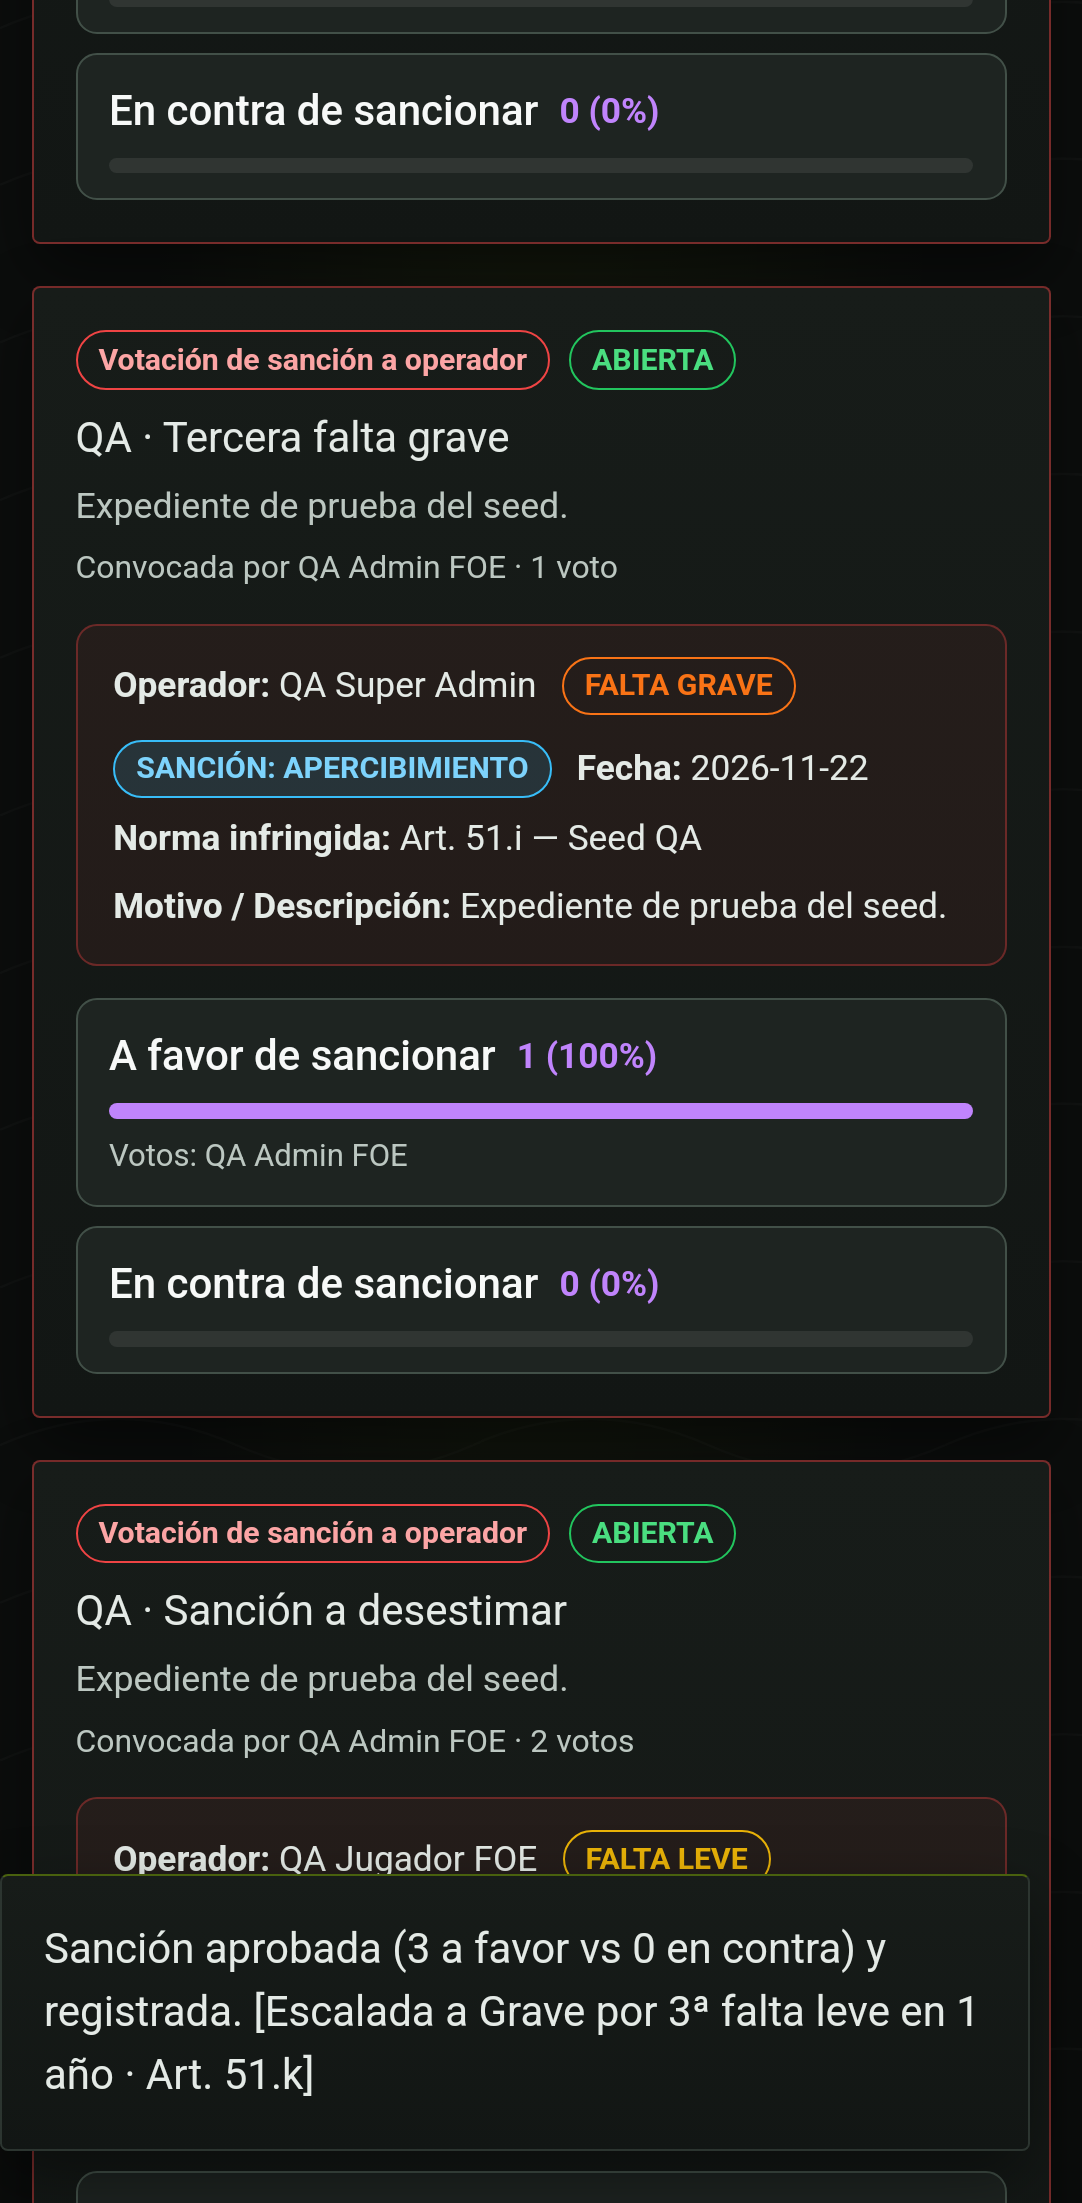 En contra de sancionar 0 (0%)
Votación de sanción a operador ABIERTA
QA · Tercera falta grave
Expediente de prueba del seed.
Convocada por QA Admin FOE · 1 voto
Operador: QA Super Admin FALTA GRAVE
SANCIÓN: APERCIBIMIENTO Fecha: 2026-11-22
Norma infringida: Art. 51.i — Seed QA
Motivo / Descripción: Expediente de prueba del seed.
A favor de sancionar 1 (100%)
Votos: QA Admin FOE
En contra de sancionar 0 (0%)
Votación de sanción a operador ABIERTA
QA · Sanción a desestimar
Expediente de prueba del seed.
Convocada por QA Admin FOE · 2 votos
Operador: QA Jugador FOE FALTA LEVE
Sanción aprobada (3 a favor vs 0 en contra) y
registrada. [Escalada a Grave por 3ª falta leve en 1
año · Art. 51.k]